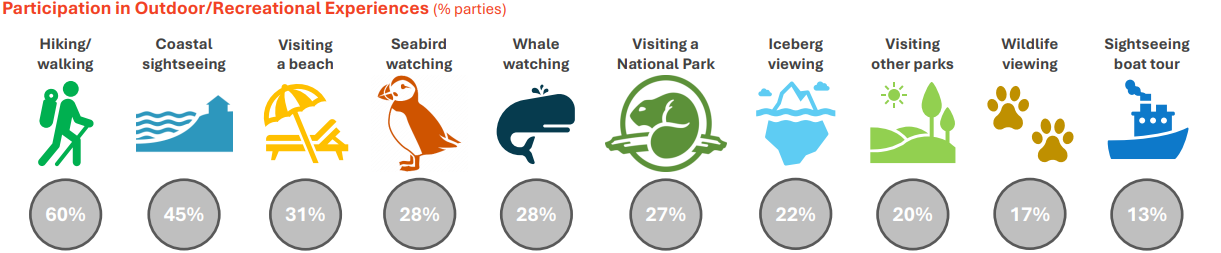 Participation in Outdoor/Recreational Experiences (% parties)
Hiking/
walking
Coastal
sightseeing
Visiting
a beach
Seabird
watching
Whale
watching
Visiting a
National Park
Iceberg
viewing
Visiting
other parks
Wildlife
viewing
Sightseeing
boat tour
60%
45%
31%
28%
28%
27%
22%
20%
17%
13%